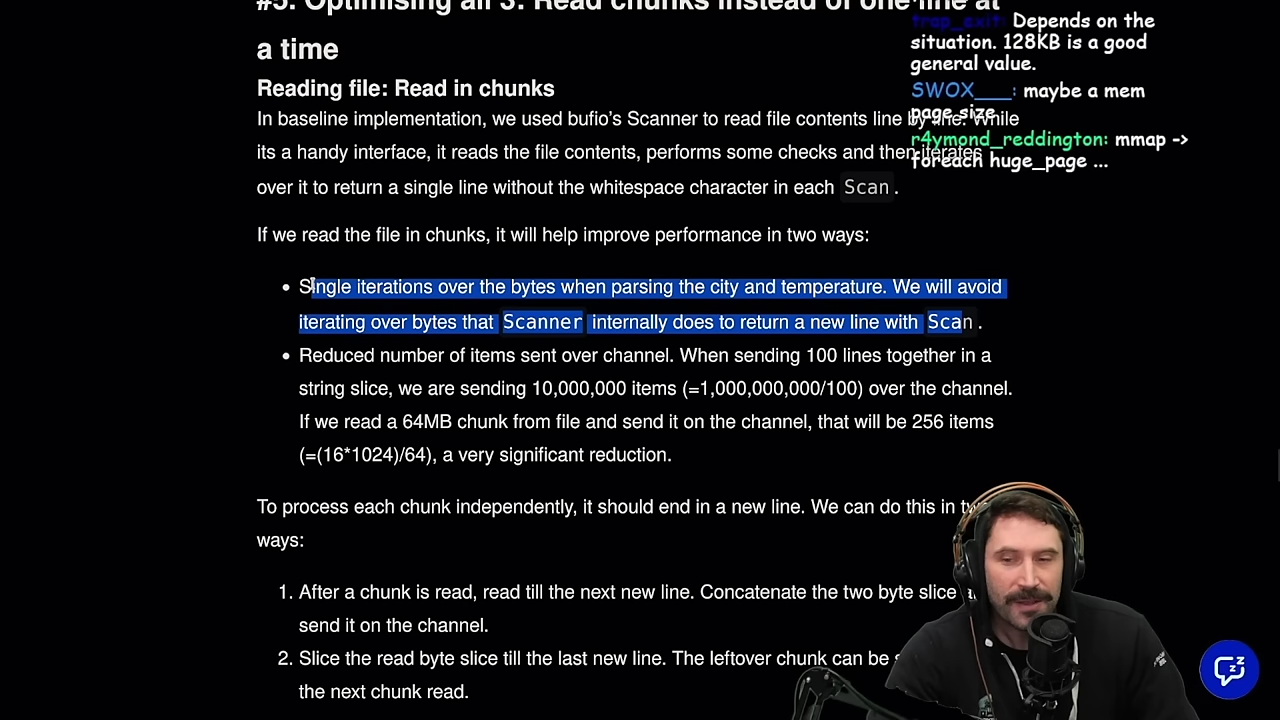 #5. Optimising all 3: Read chunks instead of one line at
a time
Reading file: Read in chunks
In baseline implementation, we used bufio's Scanner to read file contents line by line. While
its a handy interface, it reads the file contents, performs some checks and then iterates
over it to return a single line without the whitespace character in each Scan.
If we read the file in chunks, it will help improve performance in two ways:
• Single iterations over the bytes when parsing the city and temperature. We will avoid
iterating over bytes that Scanner internally does to return a new line with Scan.
• Reduced number of items sent over channel. When sending 100 lines together in a
string slice, we are sending 10,000,000 items (=1,000,000,000/100) over the channel.
If we read a 64MB chunk from file and send it on the channel, that will be 256 items
(=(16*1024)/64), a very significant reduction.
To process each chunk independently, it should end in a new line. We can do this in two
ways:
1. After a chunk is read, read till the next new line. Concatenate the two byte slice
send it on the channel.
2. Slice the read byte slice till the last new line. The leftover chunk can be
the next chunk read.
trap_exit: Depends on the
situation. 128KB is a good
general value.
SWOX___: maybe a mem
page size
r4ymond_reddington: mmap ->
foreach huge_page ...
zz